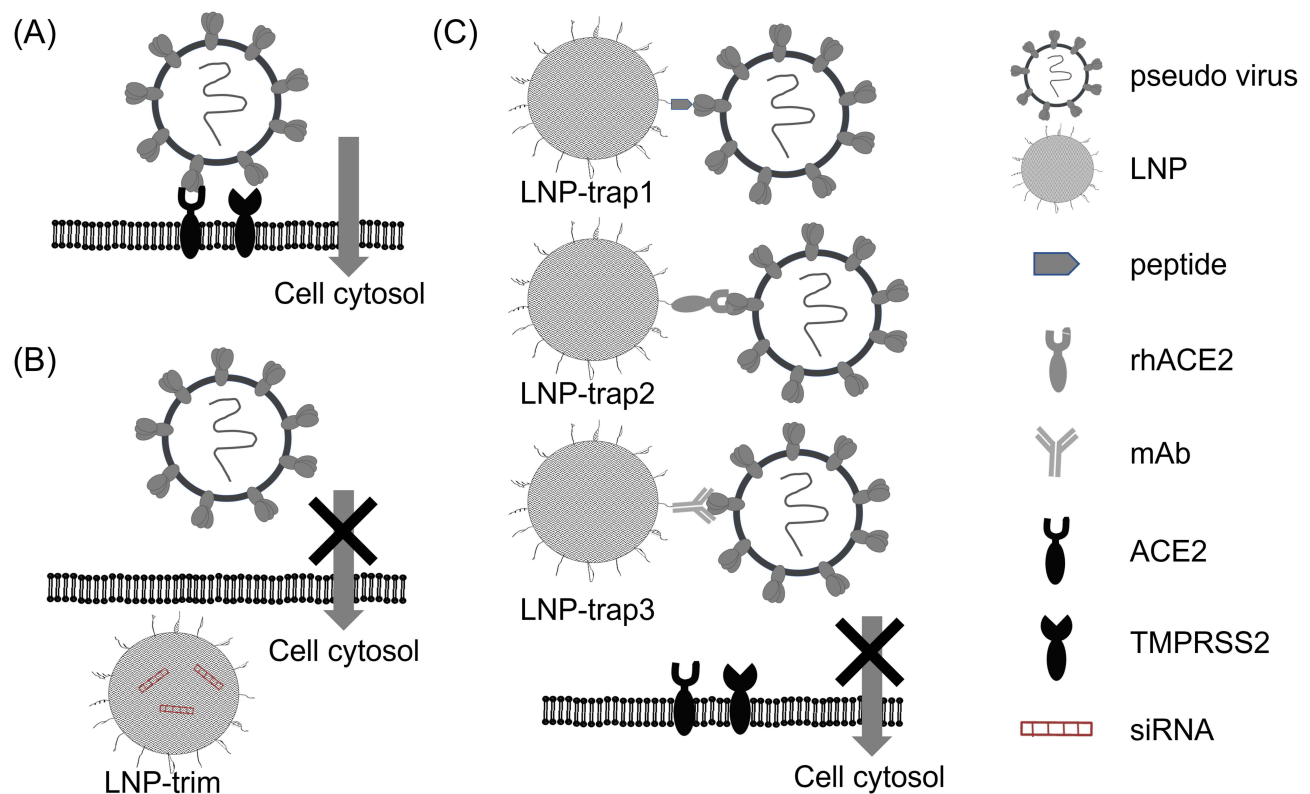 (A)
Cell cytosol
(B)
Cell cytosol
LNP-trim
(C)
LNP-trap1
LNP-trap2
LNP-trap3
Cell cytosol
pseudo virus
LNP
peptide
rhACE2
mAb
ACE2
TMPRSS2
siRNA